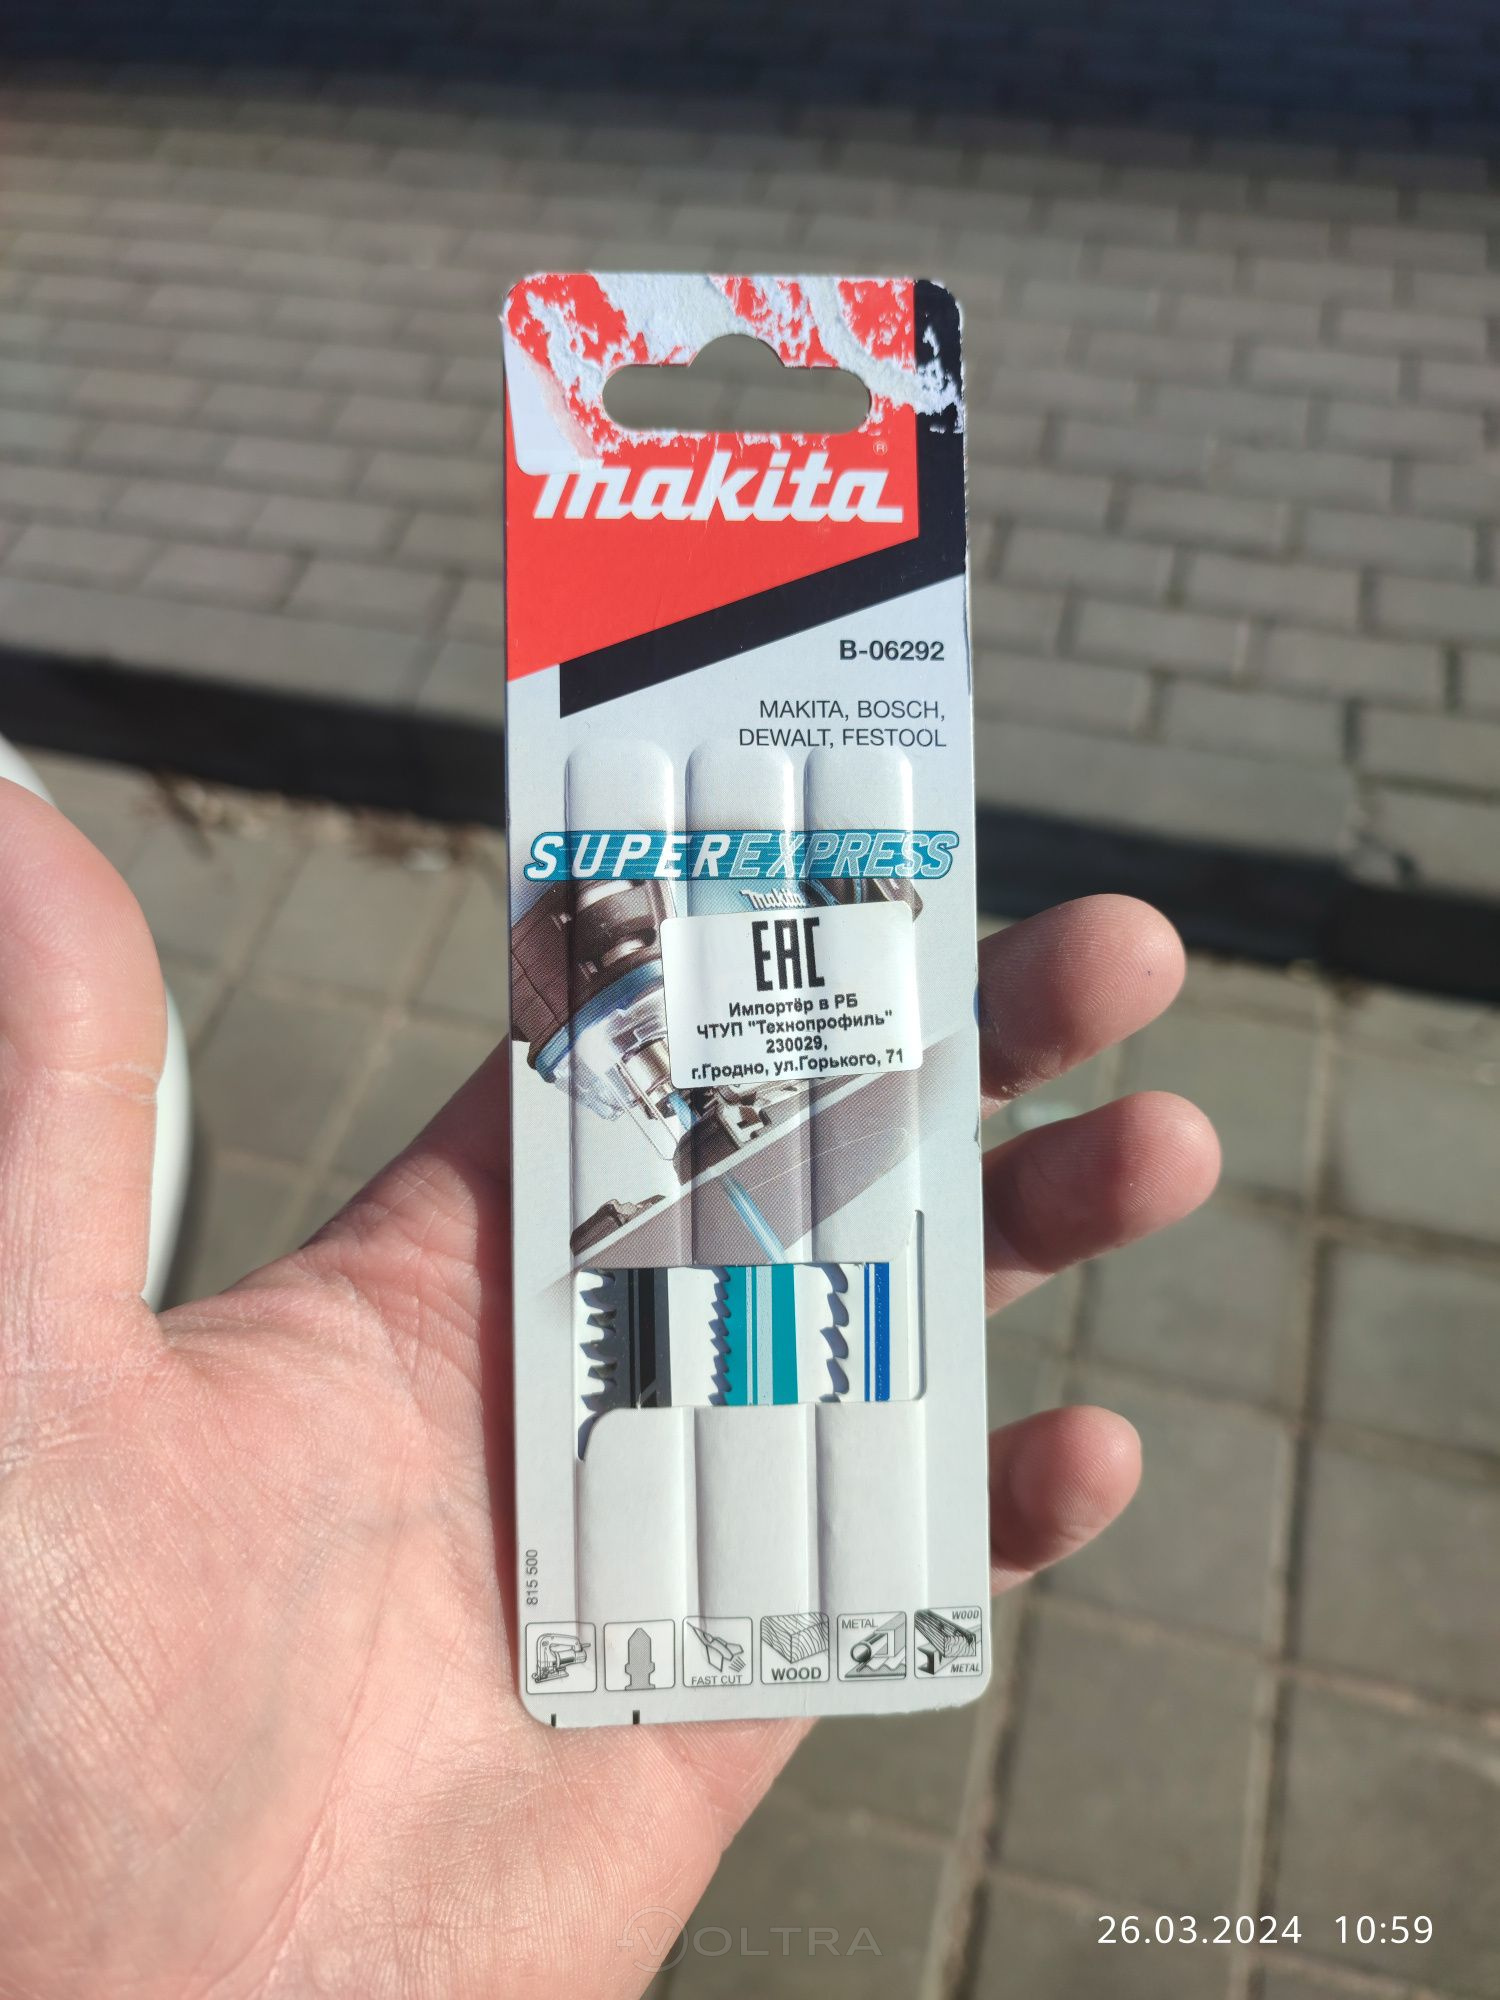 makita®
B-06292
MAKITA, BOSCH,
DEWALT, FESTOOL
SUPEREXPRESS
makita
EAC
Импортёр в РБ
ЧТУП "Технопрофиль"
230029,
г.Гродно, ул.Горького, 71
815 500
FAST CUT
WOOD
METAL
WOOD
METAL
VOLTRA
26.03.2024 10:59